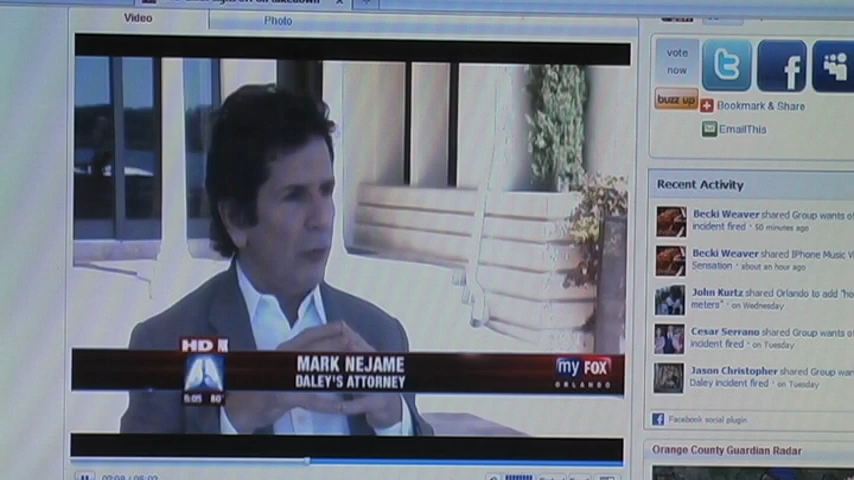 Video
Photo
MARK NEJAME
DALEY'S ATTORNEY
HD
my FOX
ORLANDO
5:05 80°
vote
now
buzz up
Bookmark & Share
EmailThis
Recent Activity
Becki Weaver shared Group wants of
incident fired · 50 minutes ago
Becki Weaver shared IPhone Music V
Sensation · about an hour ago
John Kurtz shared Orlando to add "ho
meters" · on Wednesday
Cesar Serrano shared Group wants of
incident fired · on Tuesday
Jason Christopher shared Group wan
Daley incident fired · on Tuesday
Facebook social plugin
Orange County Guardian Radar